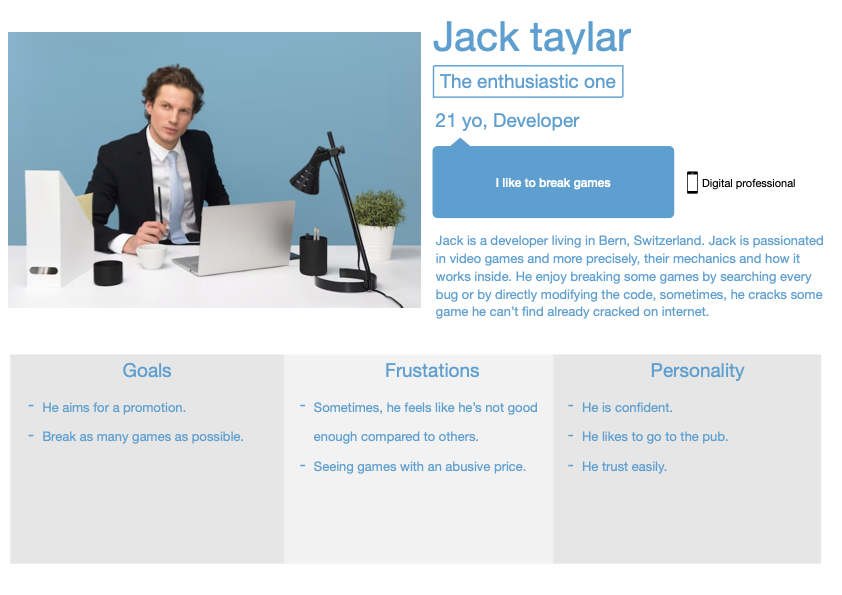 Jack taylar
The enthusiastic one
21 yo, Developer
I like to break games
Digital professional
Jack is a developer living in Bern, Switzerland. Jack is passionated
in video games and more precisely, their mechanics and how it
works inside. He enjoy breaking some games by searching every
bug or by directly modifying the code, sometimes, he cracks some
game he can't find already cracked on internet.
Goals
- He aims for a promotion.
- Break as many games as possible.
Frustations
- Sometimes, he feels like he's not good
enough compared to others.
- Seeing games with an abusive price.
Personality
- He is confident.
- He likes to go to the pub.
- He trust easily.